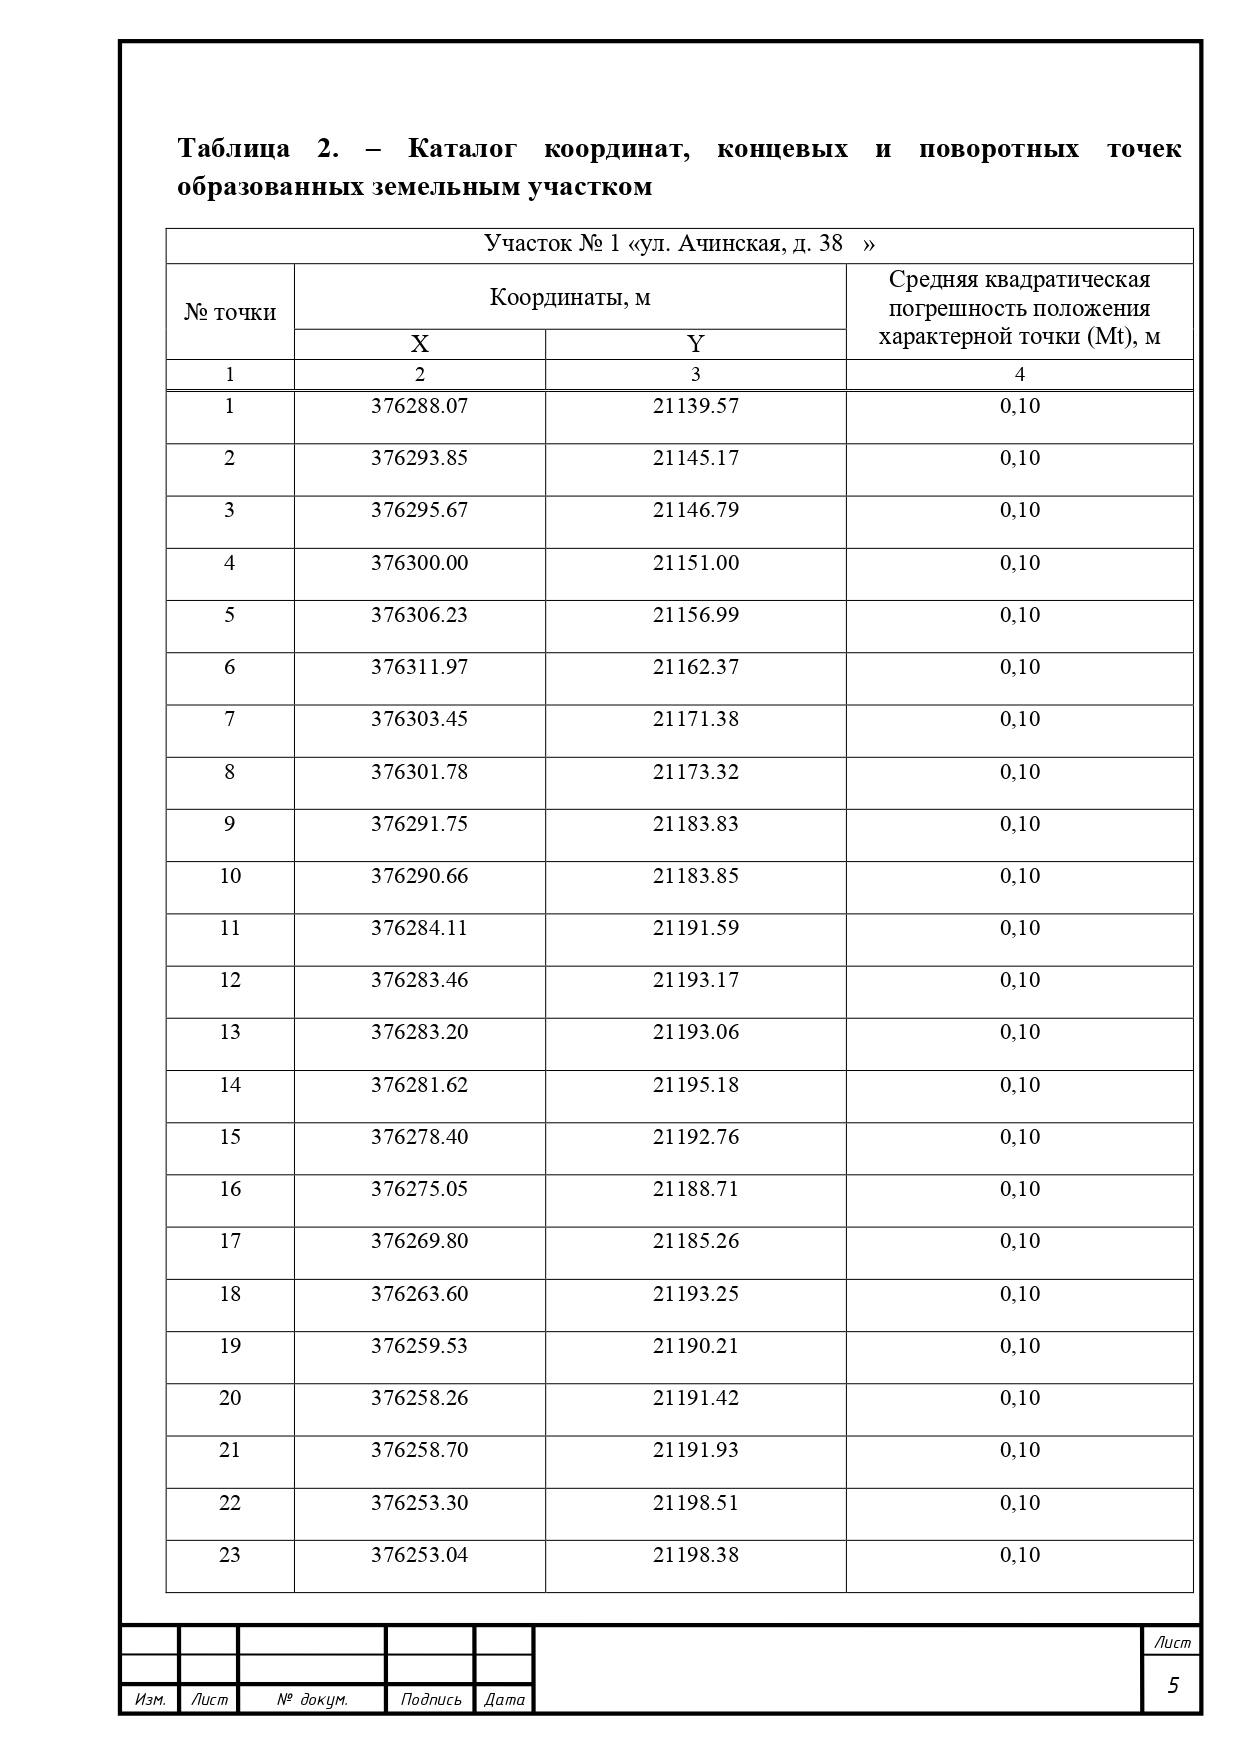 Таблица 2. – Каталог координат, концевых и поворотных точек
образованных земельным участком
Участок № 1 «ул. Ачинская, д. 38 »
№ точки
Координаты, м
Средняя квадратическая
погрешность положения
характерной точки (Mt), м
X Y
1 2 3 4
1 376288.07 21139.57 0,10
2 376293.85 21145.17 0,10
3 376295.67 21146.79 0,10
4 376300.00 21151.00 0,10
5 376306.23 21156.99 0,10
6 376311.97 21162.37 0,10
7 376303.45 21171.38 0,10
8 376301.78 21173.32 0,10
9 376291.75 21183.83 0,10
10 376290.66 21183.85 0,10
11 376284.11 21191.59 0,10
12 376283.46 21193.17 0,10
13 376283.20 21193.06 0,10
14 376281.62 21195.18 0,10
15 376278.40 21192.76 0,10
16 376275.05 21188.71 0,10
17 376269.80 21185.26 0,10
18 376263.60 21193.25 0,10
19 376259.53 21190.21 0,10
20 376258.26 21191.42 0,10
21 376258.70 21191.93 0,10
22 376253.30 21198.51 0,10
23 376253.04 21198.38 0,10
Лист
5
Изм. Лист № докум. Подпись Дата